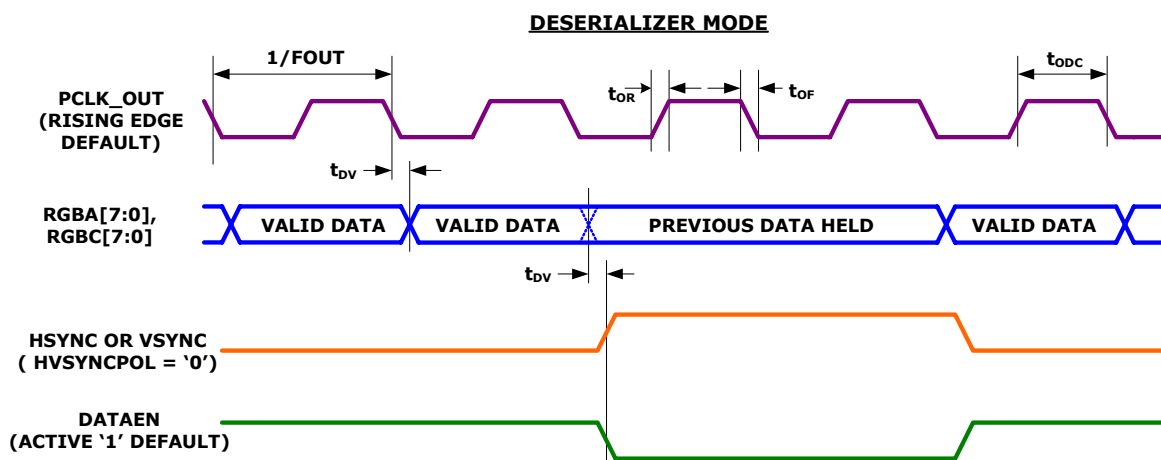 DESERIALIZER MODE
1/FOUT
tODC
tOR
tOF
PCLK_OUT
(RISING EDGE
DEFAULT)
tDV
RGBA[7:0],
RGBC[7:0]
VALID DATA
VALID DATA
PREVIOUS DATA HELD
VALID DATA
tDV
HSYNC OR VSYNC
( HVSYNCPOL = ‘0’)
DATAEN
(ACTIVE ‘1’ DEFAULT)